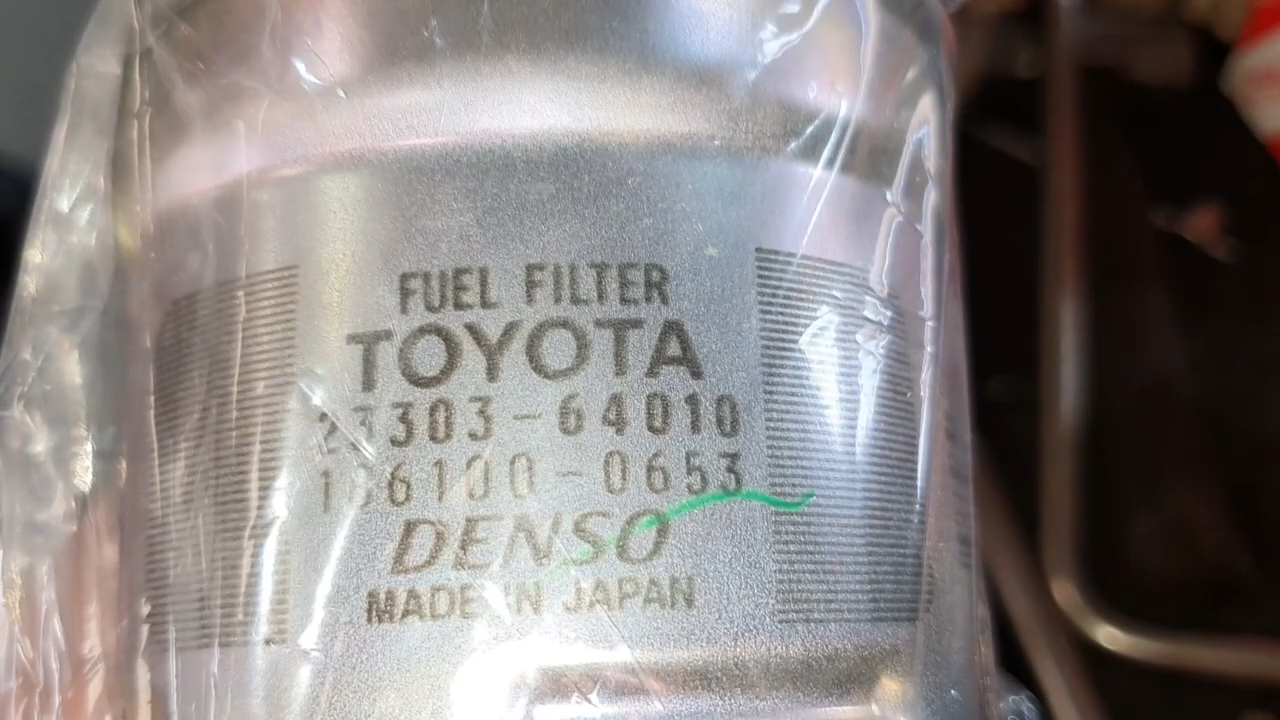 FUEL FILTER
TOYOTA
23303-64010
DENSO
MADE IN JAPAN